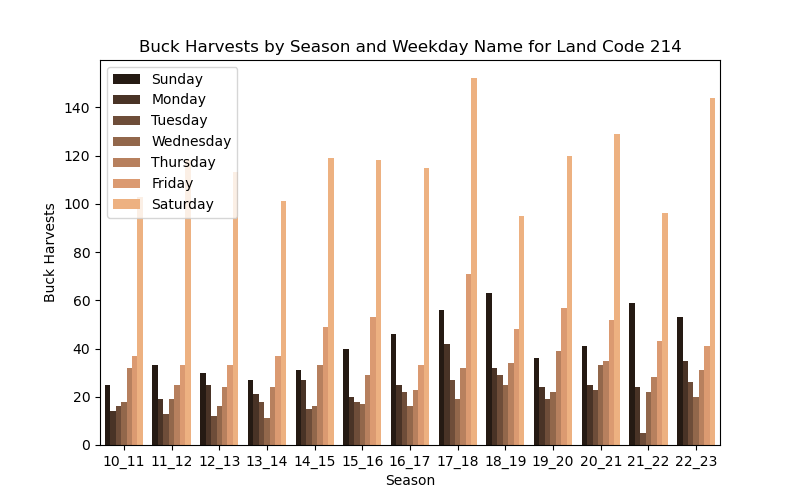 Buck Harvests by Season and Weekday Name for Land Code 214
Sunday
Monday
Tuesday
Wednesday
Thursday
Friday
Saturday
140
120
100
80
60
40
20
0
Buck Harvests
10_11 11_12 12_13 13_14 14_15 15_16 16_17 17_18 18_19 19_20 20_21 21_22 22_23
Season